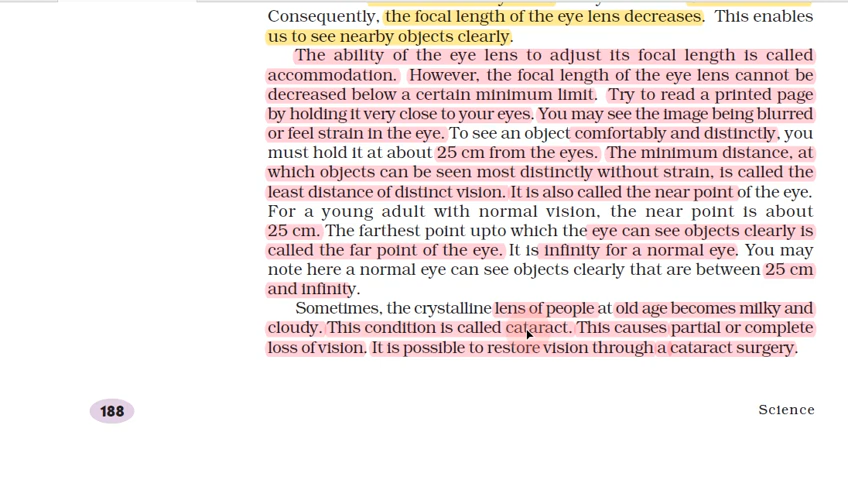 Consequently, the focal length of the eye lens decreases. This enables
us to see nearby objects clearly.
The ability of the eye lens to adjust its focal length is called
accommodation. However, the focal length of the eye lens cannot be
decreased below a certain minimum limit. Try to read a printed page
by holding it very close to your eyes. You may see the image being blurred
or feel strain in the eye. To see an object comfortably and distinctly, you
must hold it at about 25 cm from the eyes. The minimum distance, at
which objects can be seen most distinctly without strain, is called the
least distance of distinct vision. It is also called the near point of the eye.
For a young adult with normal vision, the near point is about
25 cm. The farthest point upto which the eye can see objects clearly is
called the far point of the eye. It is infinity for a normal eye. You may
note here a normal eye can see objects clearly that are between 25 cm
and infinity.
Sometimes, the crystalline lens of people at old age becomes milky and
cloudy. This condition is called cataract. This causes partial or complete
loss of vision. It is possible to restore vision through a cataract surgery.
188
Science